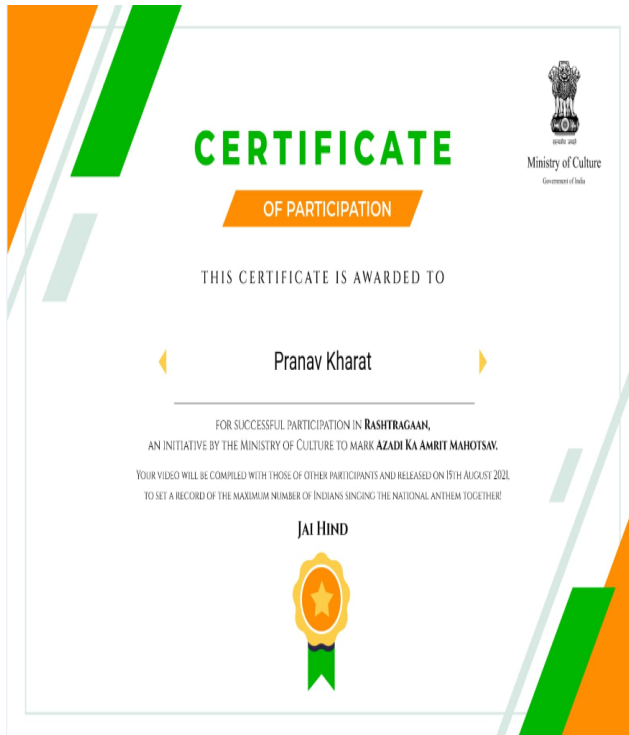 CERTIFICATE
OF PARTICIPATION
सत्यमेव जयते
Ministry of Culture
Government of India
THIS CERTIFICATE IS AWARDED TO
Pranav Kharat
FOR SUCCESSFUL PARTICIPATION IN RASHTRAGAAN,
AN INITIATIVE BY THE MINISTRY OF CULTURE TO MARK AZADI KA AMRIT MAHOTSAV.
YOUR VIDEO WILL BE COMPILED WITH THOSE OF OTHER PARTICIPANTS AND RELEASED ON 15TH AUGUST 2021,
TO SET A RECORD OF THE MAXIMUM NUMBER OF INDIANS SINGING THE NATIONAL ANTHEM TOGETHER!
JAI HIND